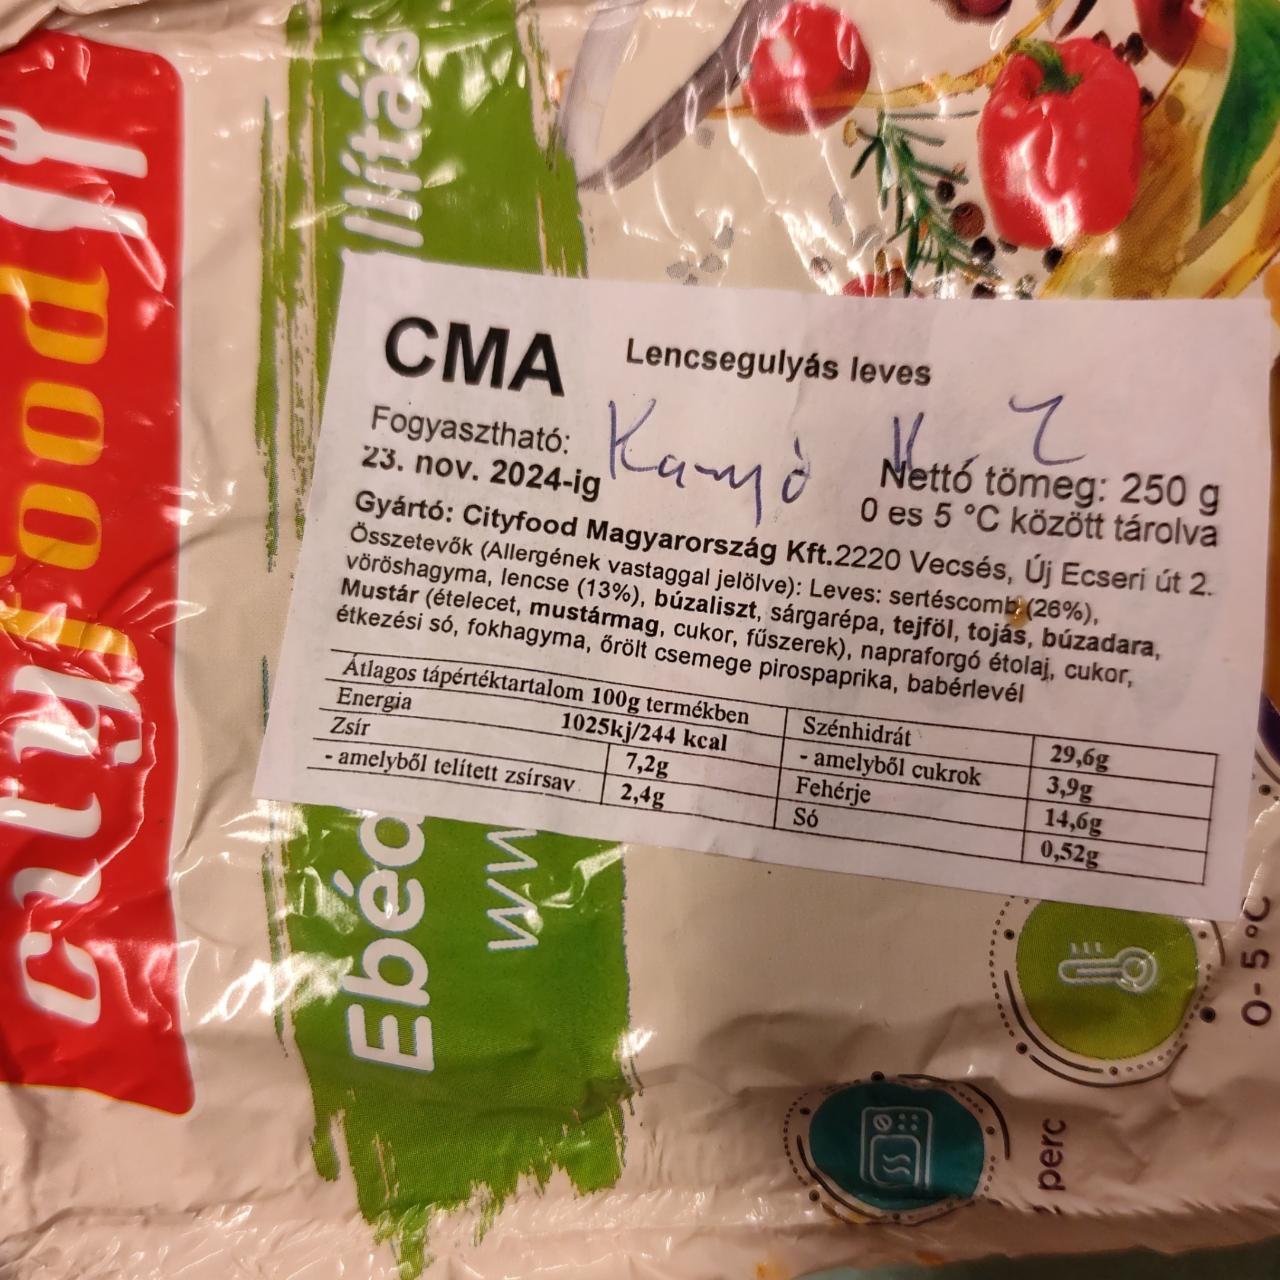 cityfood
Ebéd
llítás
ww
CMA
Lencsegulyás leves
Fogyasztható:
23. nov. 2024-ig
Kanyó K. Z
Nettó tömeg: 250 g
0 es 5 °C között tárolva
Gyártó: Cityfood Magyarország Kft.2220 Vecsés, Új Ecseri út 2.
Összetevők (Allergének vastaggal jelölve): Leves: sertéscomb (26%),
vöröshagyma, lencse (13%), búzaliszt, sárgarépa, tejföl, tojás, búzadara,
Mustár (ételecet, mustármag, cukor, fűszerek), napraforgó étolaj, cukor,
étkezési só, fokhagyma, őrölt csemege pirospaprika, babérlevél
Átlagos tápértéktartalom 100g termékben
Energia 1025kj/244 kcal
Zsír 7,2g
- amelyből telített zsírsav 2,4g
Szénhidrát 29,6g
- amelyből cukrok 3,9g
Fehérje 14,6g
Só 0,52g
0-5 °C
perc